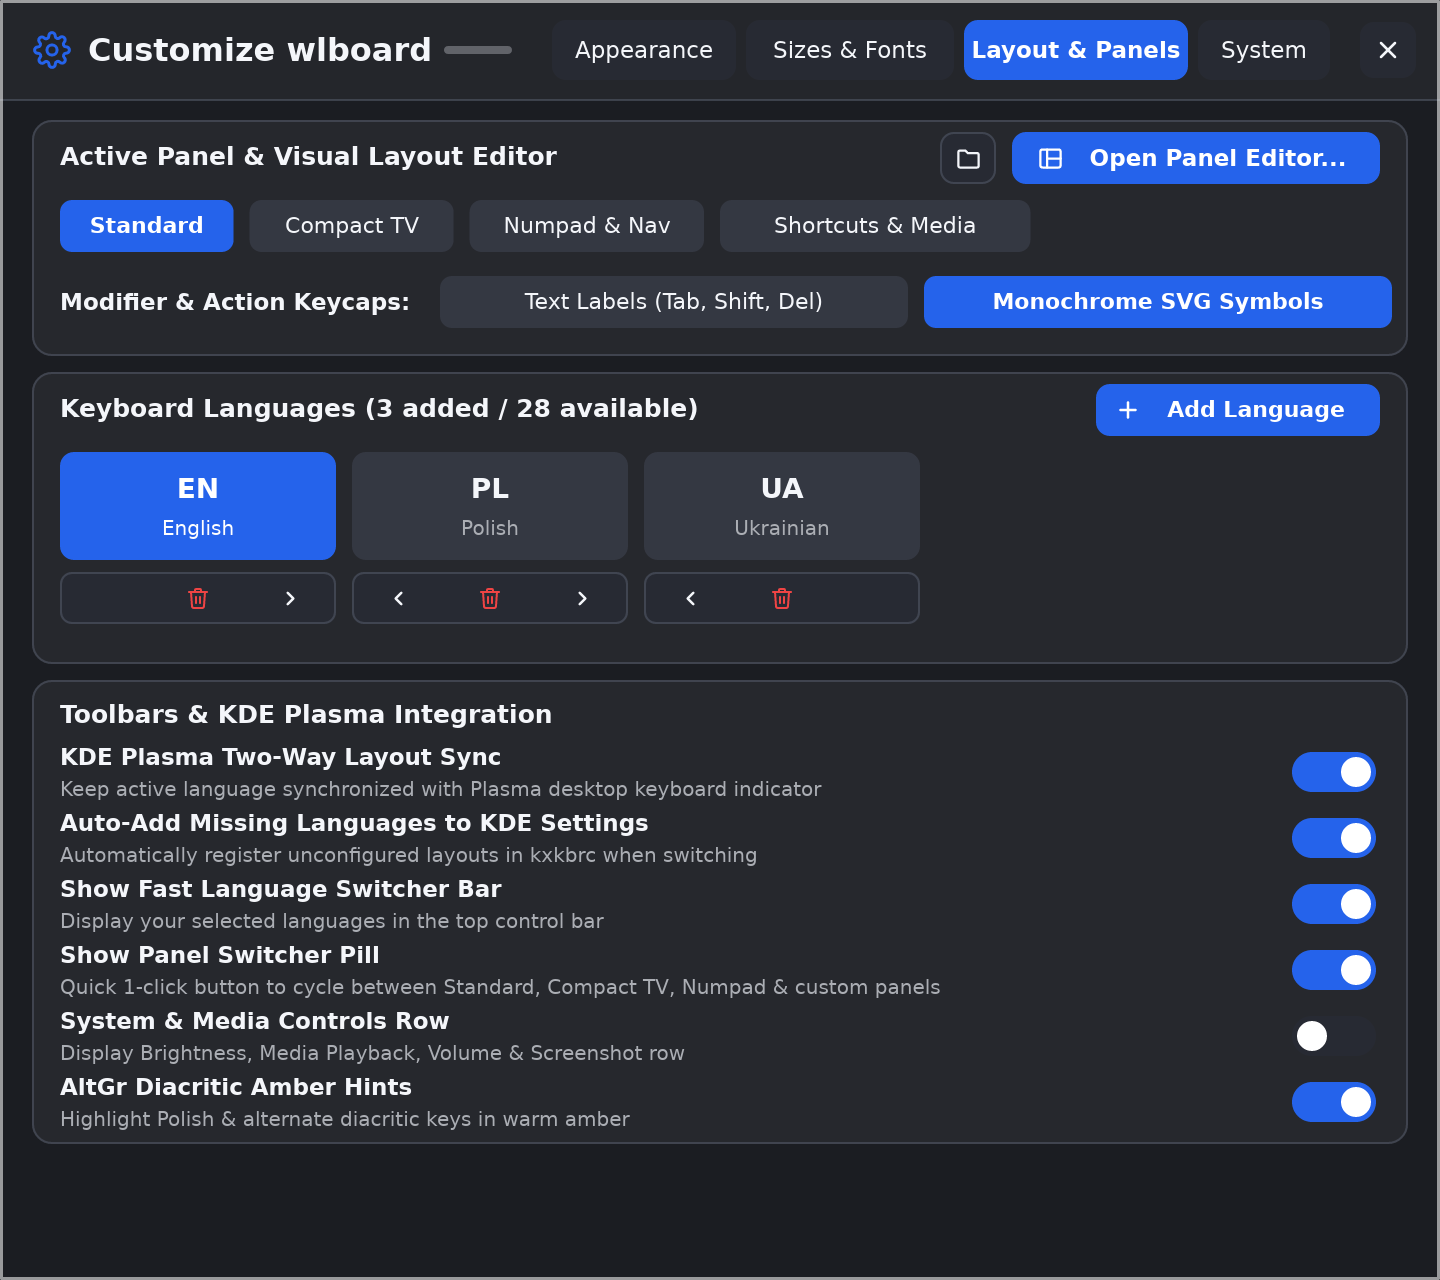 Customize wlboard
Appearance
Sizes & Fonts
Layout & Panels
System
Active Panel & Visual Layout Editor
Open Panel Editor...
Standard
Compact TV
Numpad & Nav
Shortcuts & Media
Modifier & Action Keycaps:
Text Labels (Tab, Shift, Del)
Monochrome SVG Symbols
Keyboard Languages (3 added / 28 available)
Add Language
EN
English
PL
Polish
UA
Ukrainian
Toolbars & KDE Plasma Integration
KDE Plasma Two-Way Layout Sync
Keep active language synchronized with Plasma desktop keyboard indicator
Auto-Add Missing Languages to KDE Settings
Automatically register unconfigured layouts in kxkbrc when switching
Show Fast Language Switcher Bar
Display your selected languages in the top control bar
Show Panel Switcher Pill
Quick 1-click button to cycle between Standard, Compact TV, Numpad & custom panels
System & Media Controls Row
Display Brightness, Media Playback, Volume & Screenshot row
AltGr Diacritic Amber Hints
Highlight Polish & alternate diacritic keys in warm amber